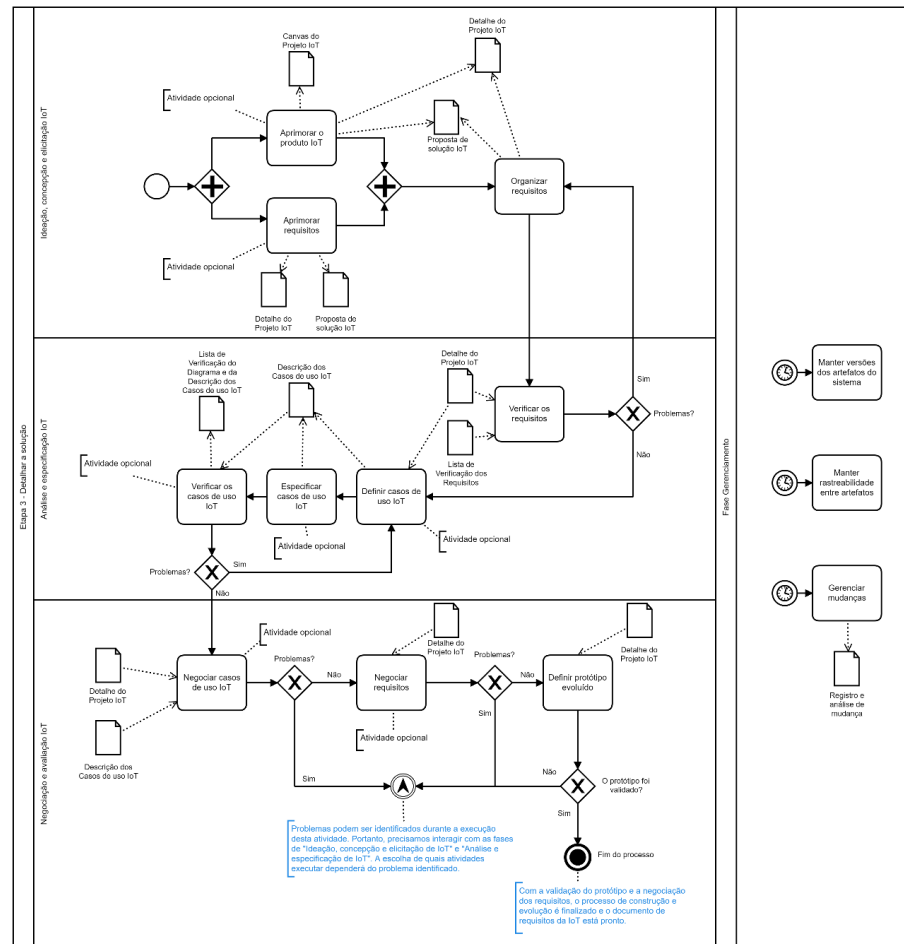 Etapa 3 - Detalhar a solução
Ideação, concepção e elicitação IoT
Canvas do
Projeto IoT
Detalhe do
Projeto IoT
Atividade opcional
Aprimorar o
produto IoT
Proposta de
solução IoT
Organizar
requisitos
Aprimorar
requisitos
Atividade opcional
Detalhe do
Projeto IoT
Proposta de
solução IoT
Análise e especificação IoT
Lista de
Verificação do
Diagrama e da
Descrição dos
Casos de uso IoT
Descrição dos
Casos de uso IoT
Detalhe do
Projeto IoT
Verificar os
requisitos
Sim
Problemas?
Não
Lista de
Verificação dos
Requisitos
Atividade opcional
Verificar os
casos de uso
IoT
Especificar
casos de uso
IoT
Definir casos de
uso IoT
Atividade opcional
Atividade opcional
Problemas?
Sim
Não
Negociação e avaliação IoT
Atividade opcional
Detalhe do
Projeto IoT
Negociar casos
de uso IoT
Problemas?
Não
Detalhe do
Projeto IoT
Negociar
requisitos
Problemas?
Não
Detalhe do
Projeto IoT
Definir protótipo
evoluído
Descrição dos
Casos de uso IoT
Atividade opcional
Sim
Sim
Não
O protótipo foi
validado?
Sim
Problemas podem ser identificados durante a execução
desta atividade. Portanto, precisamos interagir com as fases
de "Ideação, concepção e elicitação de IoT" e "Análise e
especificação de IoT". A escolha de quais atividades
executar dependerá do problema identificado.
Fim do processo
Com a validação do protótipo e a negociação
dos requisitos, o processo de construção e
evolução é finalizado e o documento de
requisitos da IoT está pronto.
Fase Gerenciamento
Manter versões
dos artefatos do
sistema
Manter
rastreabilidade
entre artefatos
Gerenciar
mudanças
Registro e
análise de
mudança